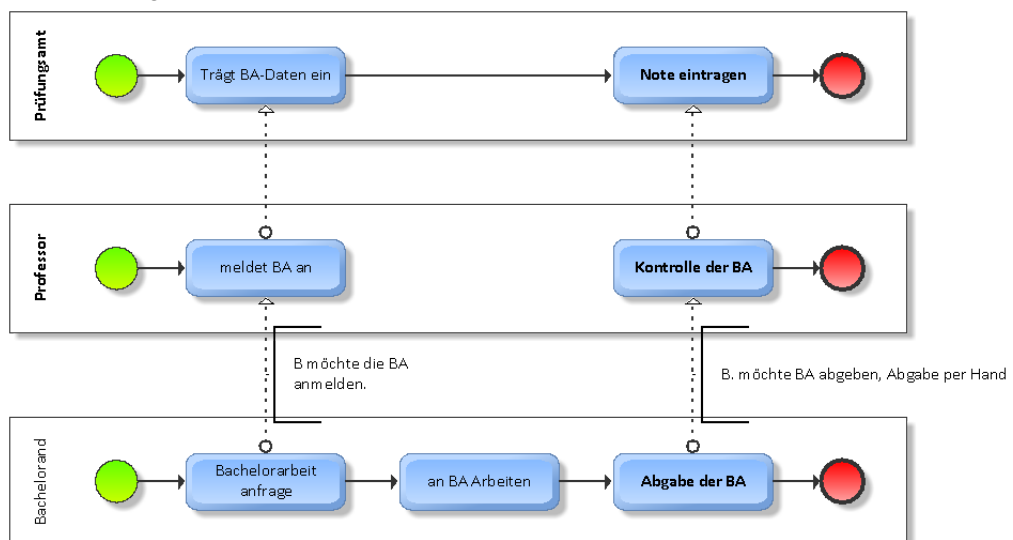 Prüfungsamt
Trägt BA-Daten ein
Note eintragen
Professor
meldet BA an
Kontrolle der BA
B möchte die BA
anmelden.
B. möchte BA abgeben, Abgabe per Hand
Bachelorand
Bachelorarbeit
anfrage
an BA Arbeiten
Abgabe der BA